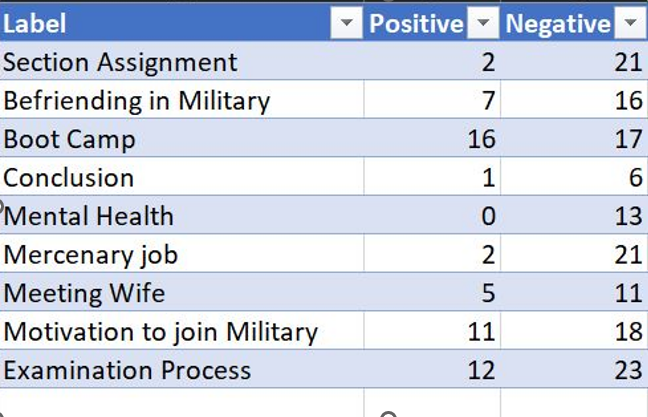 Label Positive Negative
Section Assignment 2 21
Befriending in Military 7 16
Boot Camp 16 17
Conclusion 1 6
Mental Health 0 13
Mercenary job 2 21
Meeting Wife 5 11
Motivation to join Military 11 18
Examination Process 12 23